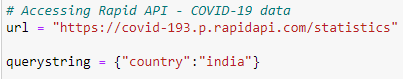 # Accessing Rapid API - COVID-19 data
url = "https://covid-193.p.rapidapi.com/statistics"
querystring = {"country":"india"}